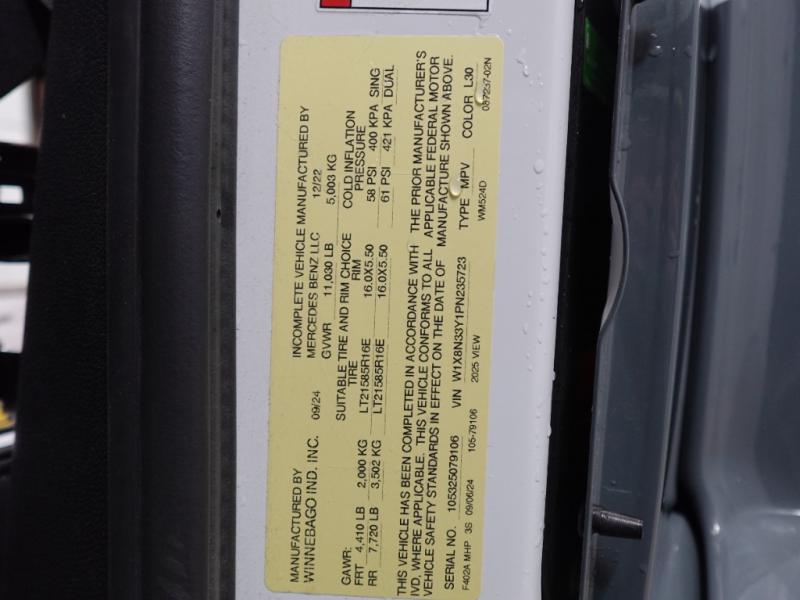 MANUFACTURED BY
WINNEBAGO IND. INC. 09/24
INCOMPLETE VEHICLE MANUFACTURED BY
MERCEDES BENZ LLC 12/22
GAWR: GVWR 11,030 LB 5,003 KG
SUITABLE TIRE AND RIM CHOICE
TIRE RIM COLD INFLATION PRESSURE
FRT 4,410 LB 2,000 KG LT21585R16E 16.0X5.50 58 PSI 400 KPA SING
RR 7,720 LB 3,502 KG LT21585R16E 16.0X5.50 61 PSI 421 KPA DUAL
THIS VEHICLE HAS BEEN COMPLETED IN ACCORDANCE WITH THE PRIOR MANUFACTURER'S
IVD, WHERE APPLICABLE. THIS VEHICLE CONFORMS TO ALL APPLICABLE FEDERAL MOTOR
VEHICLE SAFETY STANDARDS IN EFFECT ON THE DATE OF MANUFACTURE SHOWN ABOVE.
SERIAL NO. 105325079106 VIN W1X8N33Y1PN235723 TYPE MPV COLOR L30
F402A MHP 3S 09/06/24 105-79106 2025 VIEW WM524D 087237-02N